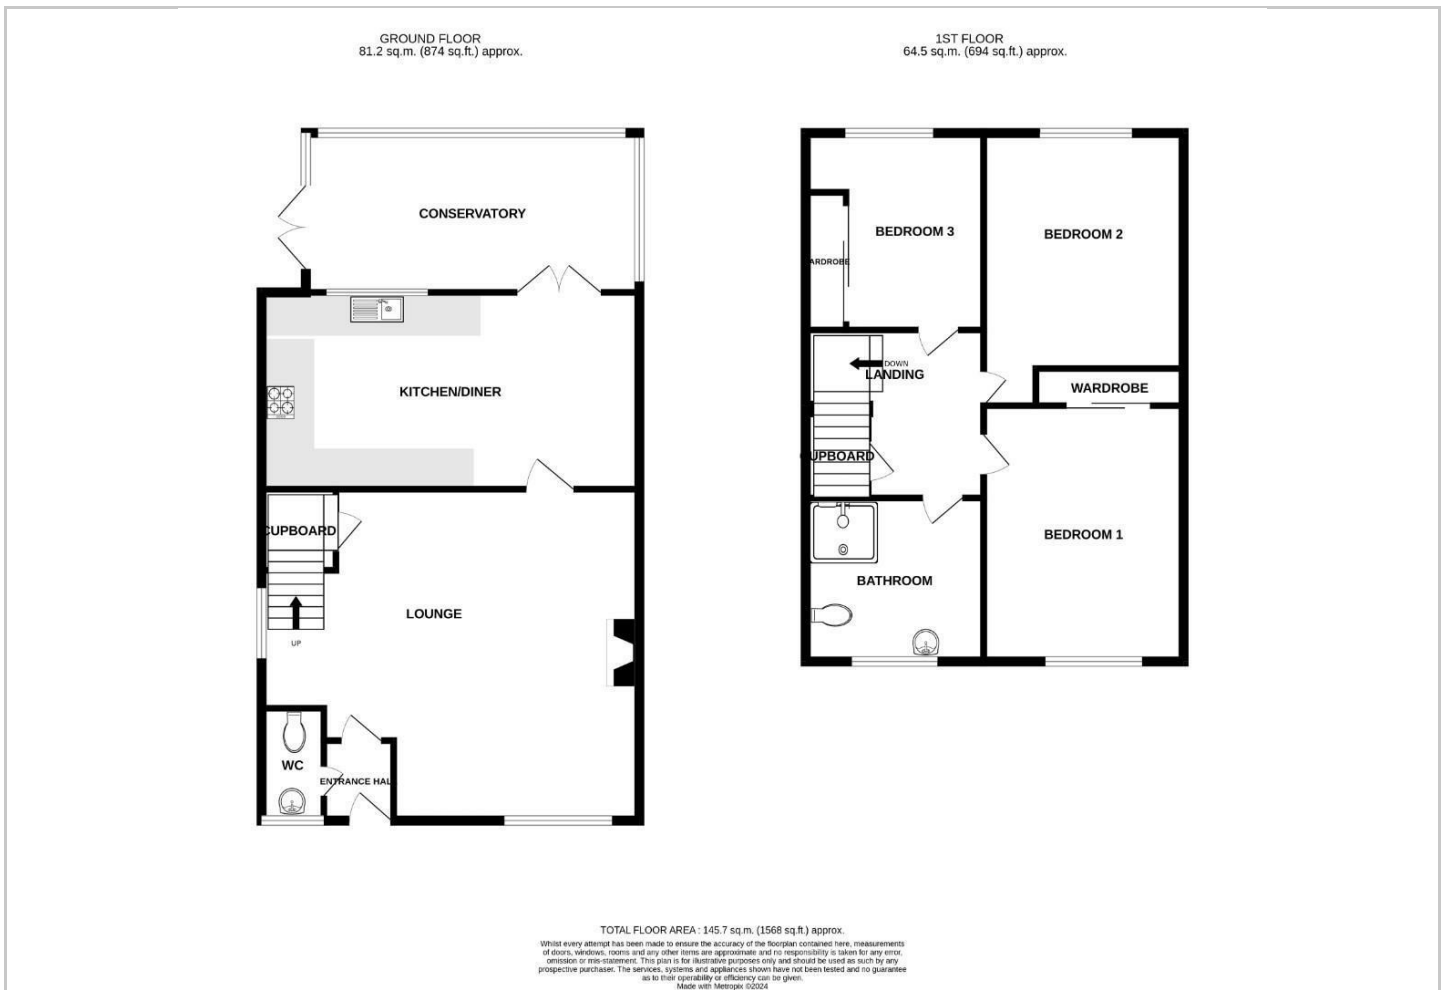 GROUND FLOOR
81.2 sq.m. (874 sq.ft.) approx.
1ST FLOOR
64.5 sq.m. (694 sq.ft.) approx.
CONSERVATORY
KITCHEN/DINER
CUPBOARD
LOUNGE
UP
WC
ENTRANCE HALL
BEDROOM 3
BEDROOM 2
WARDROBE
DOWN
LANDING
WARDROBE
CUPBOARD
BEDROOM 1
BATHROOM
TOTAL FLOOR AREA : 145.7 sq.m. (1568 sq.ft.) approx.
Whilst every attempt has been made to ensure the accuracy of the floorplan contained here, measurements
of doors, windows, rooms and any other items are approximate and no responsibility is taken for any error,
omission or mis-statement. This plan is for illustrative purposes only and should be used as such by any
prospective purchaser. The services, systems and appliances shown have not been tested and no guarantee
as to their operability or efficiency can be given.
Made with Metropix ©2024